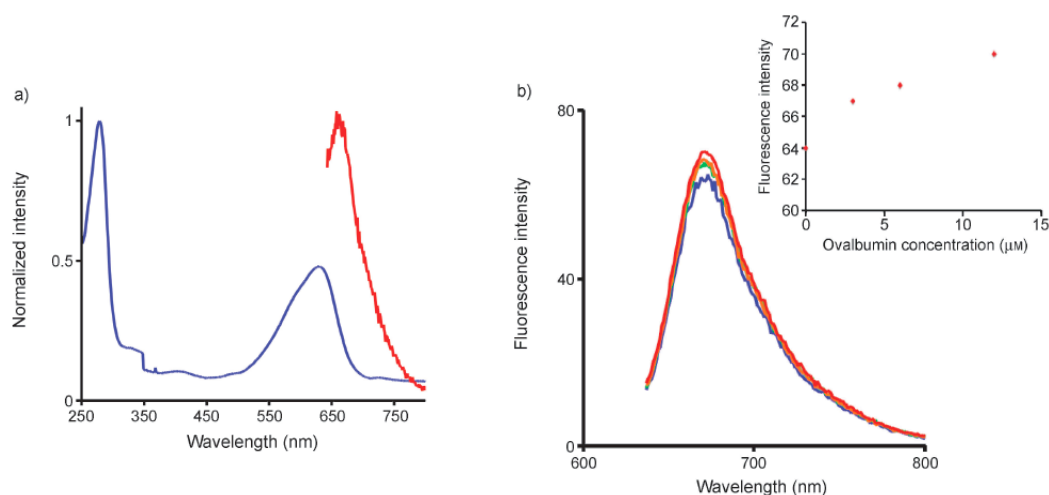 a)
Normalized intensity
1
0.5
0
250 350 450 550 650 750
Wavelength (nm)
b)
Fluorescence intensity
80
40
0
600 700 800
Wavelength (nm)
Fluorescence intensity
72
70
68
66
64
62
60
0 5 10 15
Ovalbumin concentration (μM)